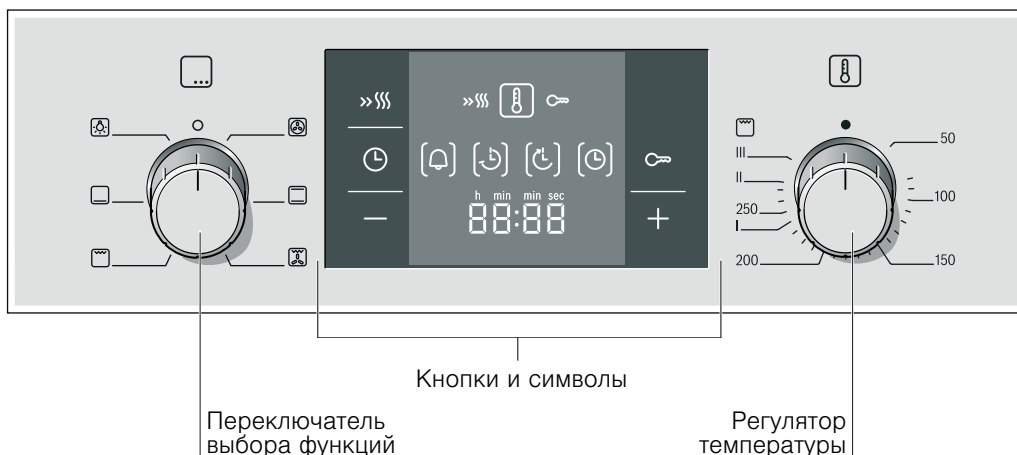 h min min sec
88:88
III
II
250
I
200
50
100
150
Кнопки и символы
Переключатель
выбора функций
Регулятор
температуры